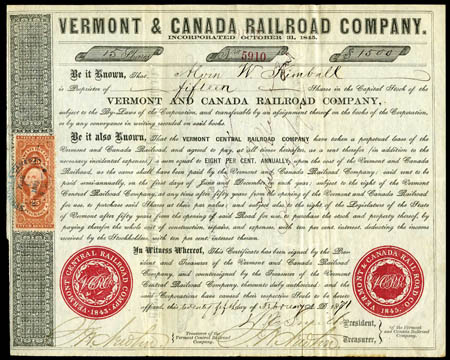 VERMONT & CANADA RAILROAD COMPANY.
INCORPORATED OCTOBER 31, 1845.
15 Shares
5910
$ 1500
Be it Known, That Alvin W. Kimball
is Proprietor of fifteen Shares in the Capital Stock of the
VERMONT AND CANADA RAILROAD COMPANY,
subject to the By-Laws of the Corporation, and transferable by an assignment thereof on the books of the Corporation,
or by any conveyance in writing recorded on said books.
Be it also Known, That the VERMONT CENTRAL RAILROAD COMPANY have taken a perpetual lease of the
Vermont and Canada Railroad, and agreed to pay, at all times thereafter, as a rent therefor (in addition to the
necessary incidental expenses) a sum equal to EIGHT PER CENT. ANNUALLY, upon the cost of the Vermont and Canada
Railroad, as the same shall have been paid by the Vermont and Canada Railroad Company; said rent to be
paid semi-annually, on the first days of June and December, in each year; subject to the right of the Vermont
Central Railroad Company, at any time after fifty years from the opening of the Vermont and Canada Railroad
for use, to purchase said Shares at their par value; and subject also to the right of the Legislature of the State
of Vermont after fifty years from the opening of said Road for use, to purchase the stock and property thereof, by
paying therefor the whole cost of construction, repairs, and expenses, with ten per cent. interest, deducting the income
received by the Stockholders, with ten per cent. interest thereon.
In Witness Whereof, This Certificate has been signed by the President
and Treasurer of the Vermont and Canada Railroad
Company, and countersigned by the Treasurer of the Vermont
Central Railroad Company, thereunto duly authorized, and the
said Corporations have caused their respective Seals to be hereto
affixed, this twenty fifth day of February A.D. 1871
President,
Treasurer of the
Vermont Central
Railroad Company.
Treasurer,
of the Vermont
and Canada
Railroad Company.
VERMONT CENTRAL RAILROAD COMPY
1843.
VERMONT & CANADA RAILROAD CO.
1845.
25